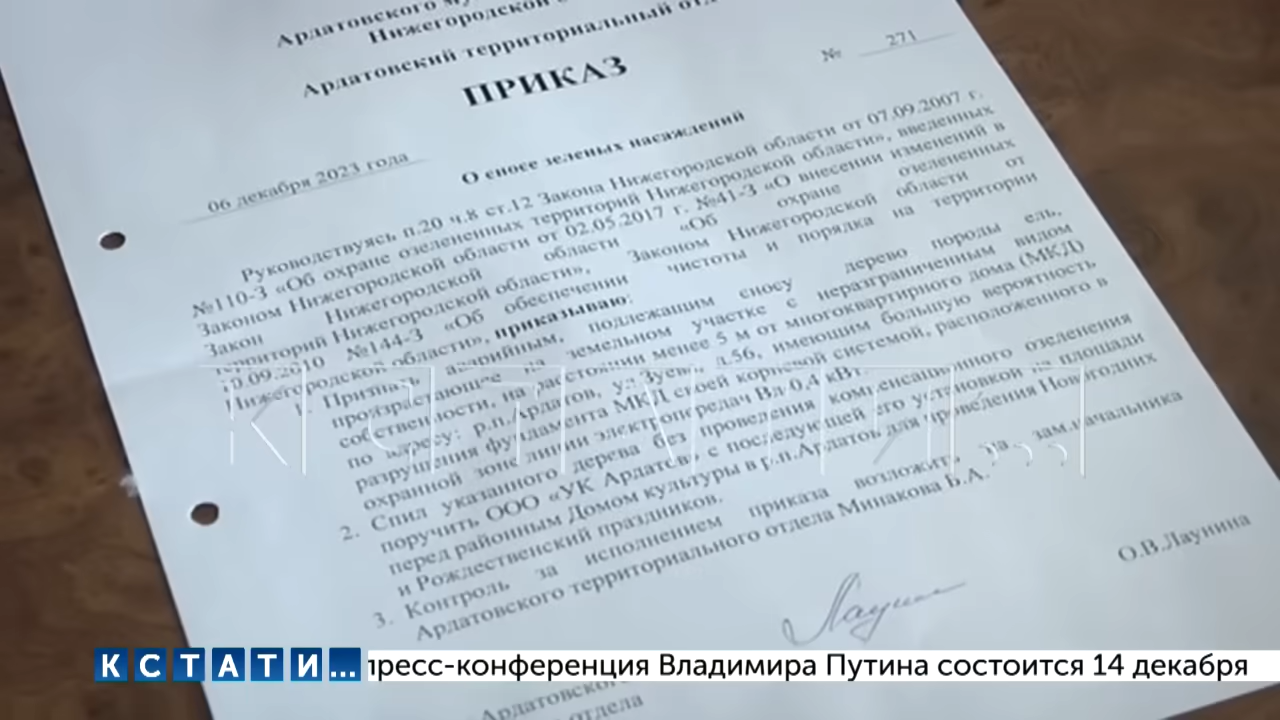 Ардатовского
Нижегородской
Ардатовский территориальный
ПРИКАЗ
№ 271
06 декабря 2023 года
О сносе зеленых насаждений
Руководствуясь п.20 ч.8 ст.12 Закона Нижегородской области от 07.09.2007 г.
№110-З «Об охране озелененных территорий Нижегородской области», введенных
Законом Нижегородской области от 02.05.2017 г. №41-З «О внесении изменений в
Закон Нижегородской области «Об охране озелененных
территорий Нижегородской области», Законом Нижегородской области от
10.09.2010 №144-З «Об обеспечении чистоты и порядка на территории
Нижегородской области», приказываю:
1. Признать аварийным, подлежащим сносу дерево породы ель,
произрастающее на земельном участке с неразграниченным видом
собственности, на расстоянии менее 5 м от многоквартирного дома (МКД)
по адресу: р.п.Ардатов, ул.Зуева, д.56, имеющим большую вероятность
разрушения фундамента МКД своей корневой системой, расположенного в
охранной зоне линии электропередач Вл-0,4 кВт.
2. Спил указанного дерева без проведения компенсационного озеленения
поручить ООО «УК Ардатов» с последующей его установкой на площади
перед районным Домом культуры в р.п.Ардатов для проведения Новогодних
и Рождественский праздников.
3. Контроль за исполнением приказа возложить на зам.начальника
Ардатовского территориального отдела Минакова В.А.
О.В.Лаунина
КСТАТИ...
КСТАТИ... пресс-конференция Владимира Путина состоится 14 декабря
Ардатовского
отдела